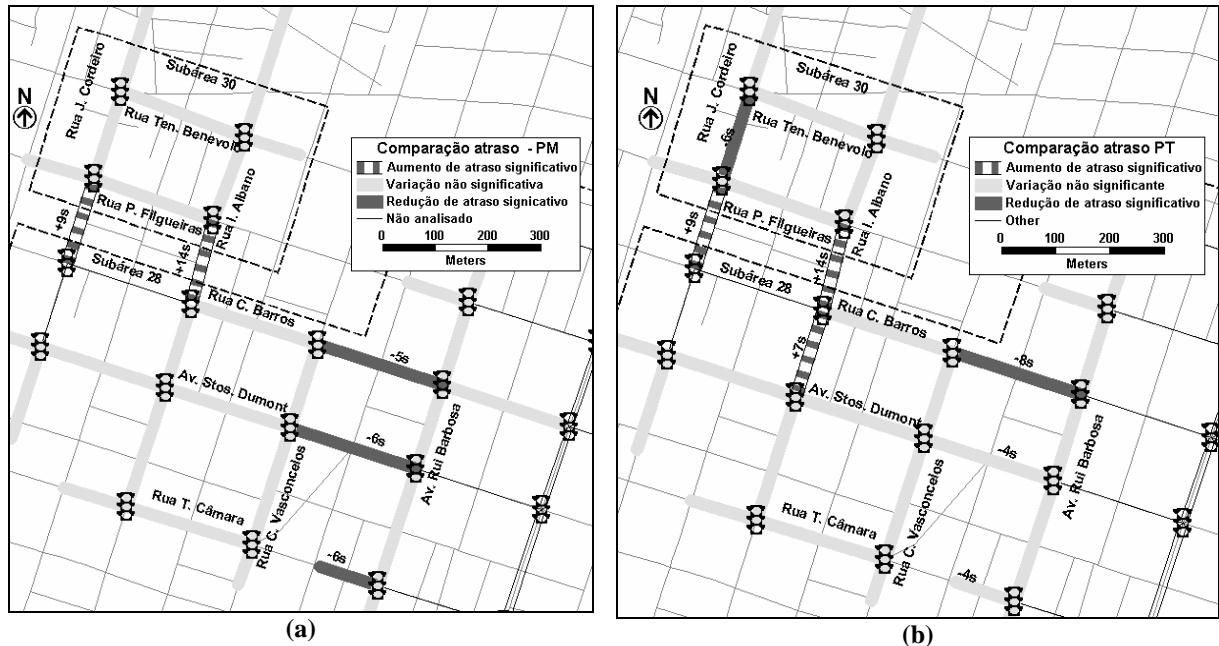 N
Rua J. Cordeiro
Subárea 30
Rua Ten. Benevolo
Comparação atraso - PM
Aumento de atraso significativo
Variação não significativa
Redução de atraso signicativo
Não analisado
0 100 200 300
Meters
Rua P. Filgueiras
Rua I. Albano
+9s
+14s
Subárea 28
Rua C. Barros
-5s
Av. Stos. Dumont
-6s
Av. Rui Barbosa
Rua T. Câmara
Rua C. Vasconcelos
-6s
(a)
N
Rua J. Cordeiro
Subárea 30
-6s
Rua Ten. Benevolo
Comparação atraso PT
Aumento de atraso significativo
Variação não significante
Redução de atraso significativo
Other
0 100 200 300
Meters
Rua P. Filgueiras
Rua I. Albano
+9s
+14s
Subárea 28
Rua C. Barros
+7s
-8s
Av. Stos. Dumont
-4s
Av. Rui Barbosa
Rua T. Câmara
Rua C. Vasconcelos
-4s
(b)